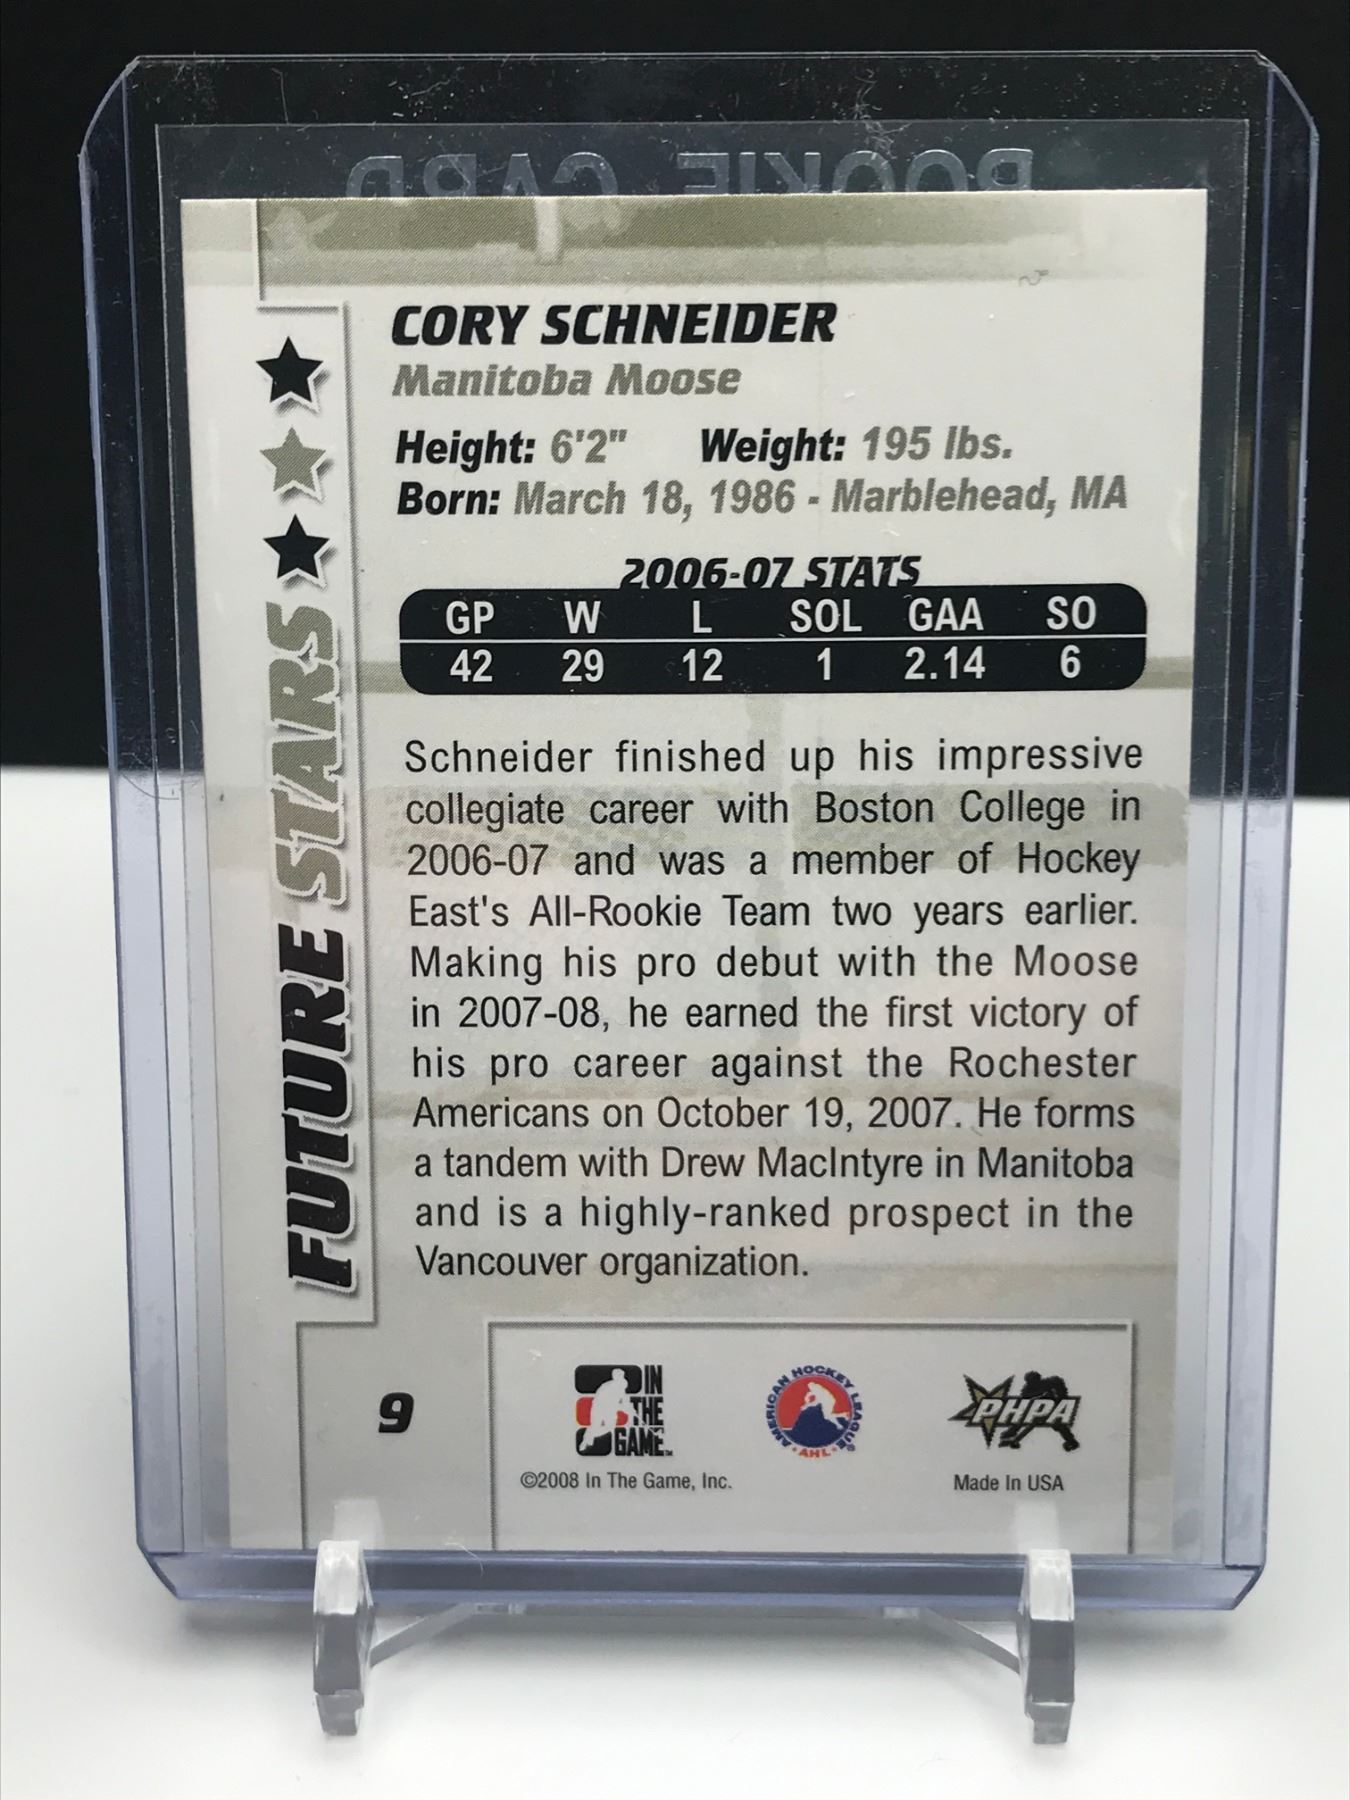 ROOKIE CARD
CORY SCHNEIDER
Manitoba Moose
Height: 6'2" Weight: 195 lbs.
Born: March 18, 1986 - Marblehead, MA
2006-07 STATS
GP W L SOL GAA SO
42 29 12 1 2.14 6
FUTURE STARS
Schneider finished up his impressive
collegiate career with Boston College in
2006-07 and was a member of Hockey
East's All-Rookie Team two years earlier.
Making his pro debut with the Moose
in 2007-08, he earned the first victory of
his pro career against the Rochester
Americans on October 19, 2007. He forms
a tandem with Drew MacIntyre in Manitoba
and is a highly-ranked prospect in the
Vancouver organization.
9
IN
THE
GAME™
AMERICAN HOCKEY LEAGUE®
AHL
PHPA
©2008 In The Game, Inc.
Made In USA